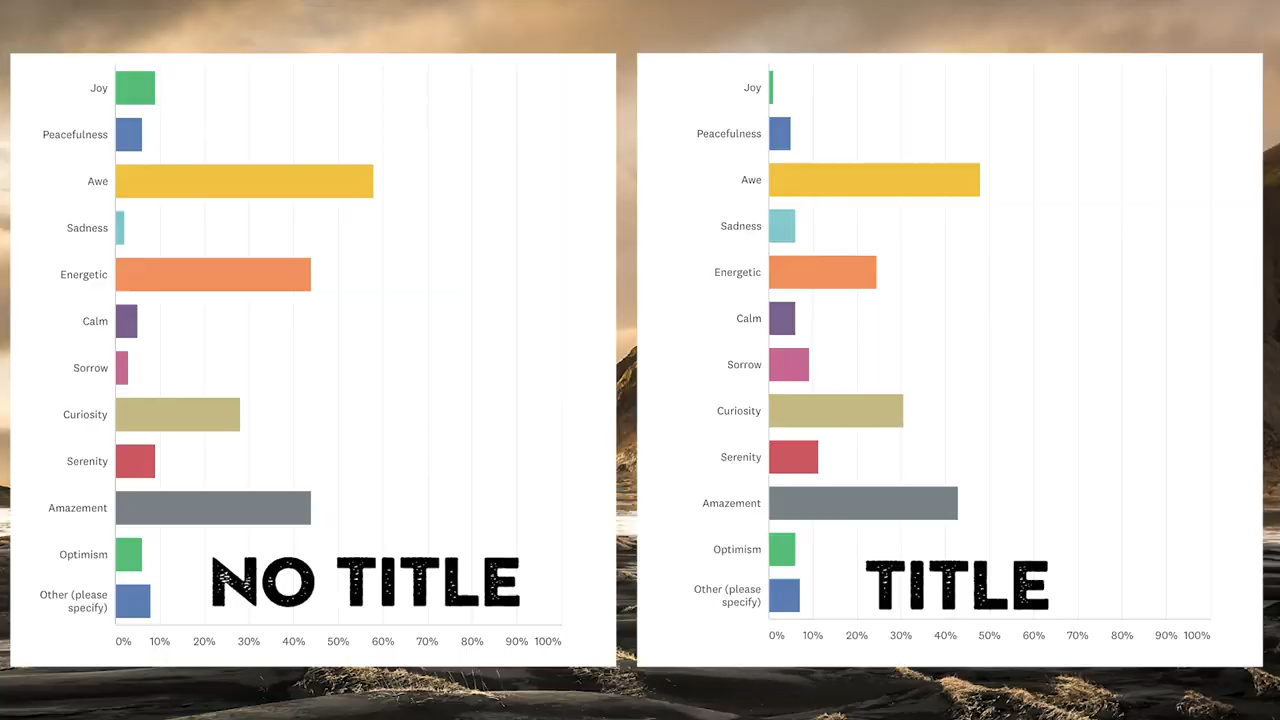 Joy
Peacefulness
Awe
Sadness
Energetic
Calm
Sorrow
Curiosity
Serenity
Amazement
Optimism
Other (please
specify)
NO TITLE
0% 10% 20% 30% 40% 50% 60% 70% 80% 90% 100%
Joy
Peacefulness
Awe
Sadness
Energetic
Calm
Sorrow
Curiosity
Serenity
Amazement
Optimism
Other (please
specify)
TITLE
0% 10% 20% 30% 40% 50% 60% 70% 80% 90% 100%